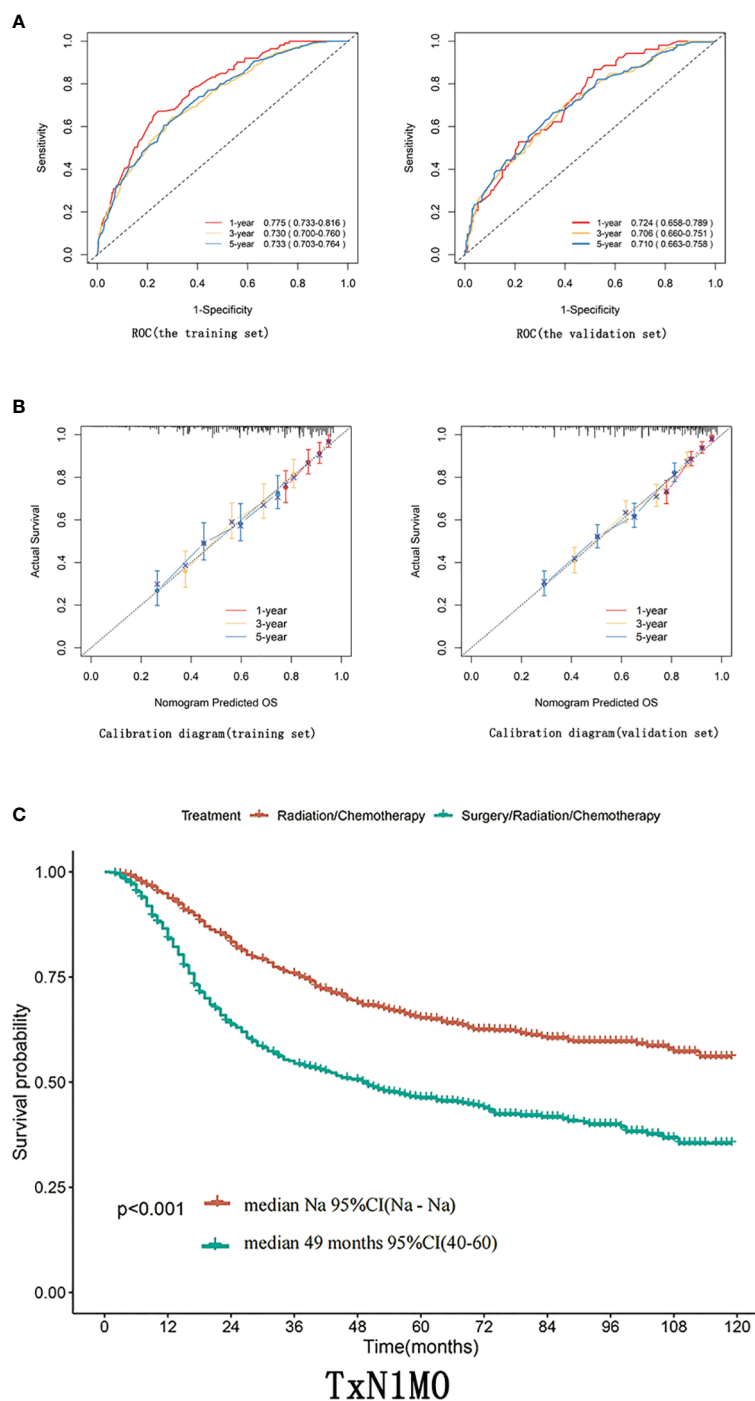 A
1.0
0.8
0.6
0.4
0.2
0.0
Sensitivity
1-year 0.775 ( 0.733-0.816 )
3-year 0.730 ( 0.700-0.760 )
5-year 0.733 ( 0.703-0.764 )
0.0 0.2 0.4 0.6 0.8 1.0
1-Specificity
ROC(the training set)
1.0
0.8
0.6
0.4
0.2
0.0
Sensitivity
1-year 0.724 ( 0.658-0.789 )
3-year 0.706 ( 0.660-0.751 )
5-year 0.710 ( 0.663-0.758 )
0.0 0.2 0.4 0.6 0.8 1.0
1-Specificity
ROC(the validation set)
B
1.0
0.8
0.6
0.4
0.2
0.0
Actual Survival
1-year
3-year
5-year
0.0 0.2 0.4 0.6 0.8 1.0
Nomogram Predicted OS
Calibration diagram(training set)
1.0
0.8
0.6
0.4
0.2
0.0
Actual Survival
1-year
3-year
5-year
0.0 0.2 0.4 0.6 0.8 1.0
Nomogram Predicted OS
Calibration diagram(validation set)
C
Treatment Radiation/Chemotherapy Surgery/Radiation/Chemotherapy
1.00
0.75
0.50
0.25
0.00
Survival probability
p<0.001
median Na 95%CI(Na - Na)
median 49 months 95%CI(40-60)
0 12 24 36 48 60 72 84 96 108 120
Time(months)
TxN1M0